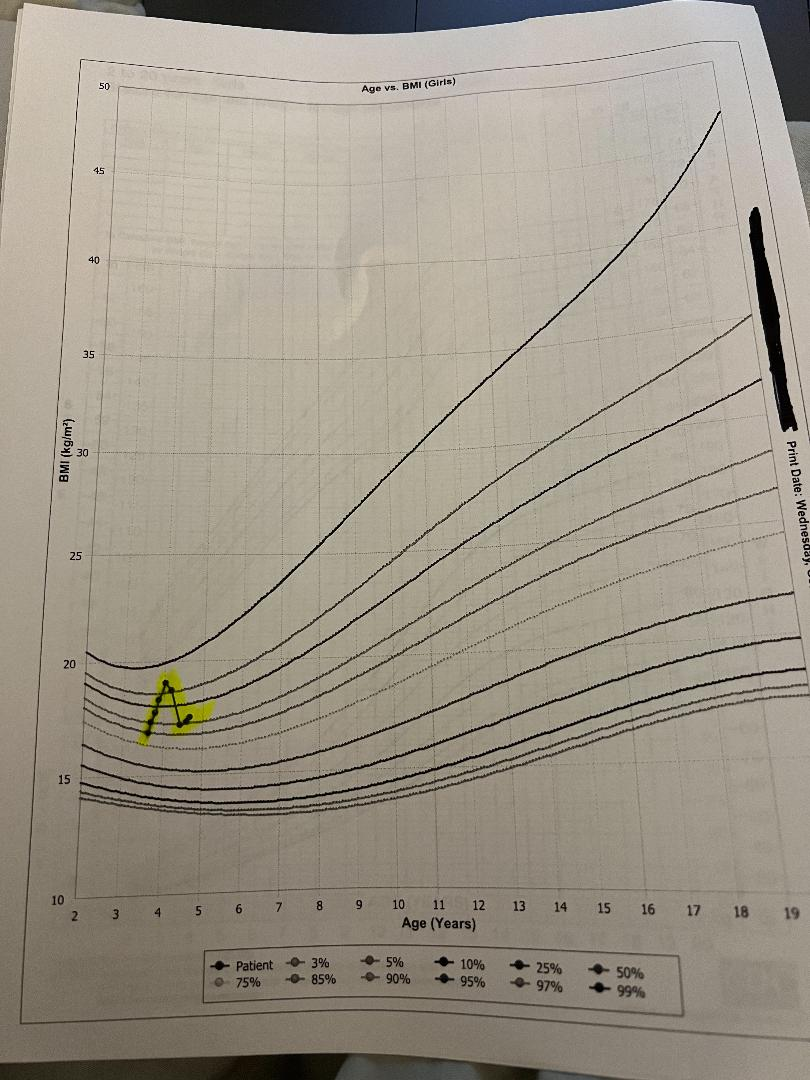 Age vs. BMI (Girls)
50
45
40
35
30
25
20
15
10
BMI (kg/m²)
2 3 4 5 6 7 8 9 10 11 12 13 14 15 16 17 18 19
Age (Years)
Patient 3% 5% 10% 25% 50%
75% 85% 90% 95% 97% 99%
Print Date: Wednesday,